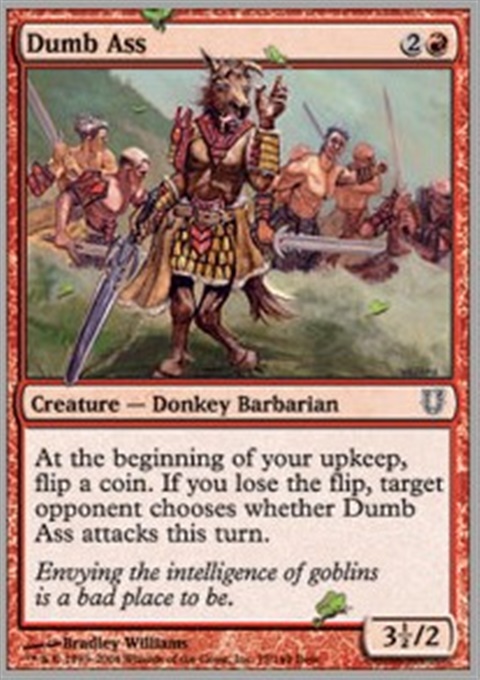 Dumb Ass 2
Creature — Donkey Barbarian
At the beginning of your upkeep,
flip a coin. If you lose the flip, target
opponent chooses whether Dumb
Ass attacks this turn.
Envying the intelligence of goblins
is a bad place to be.
Bradley Williams
3½/2